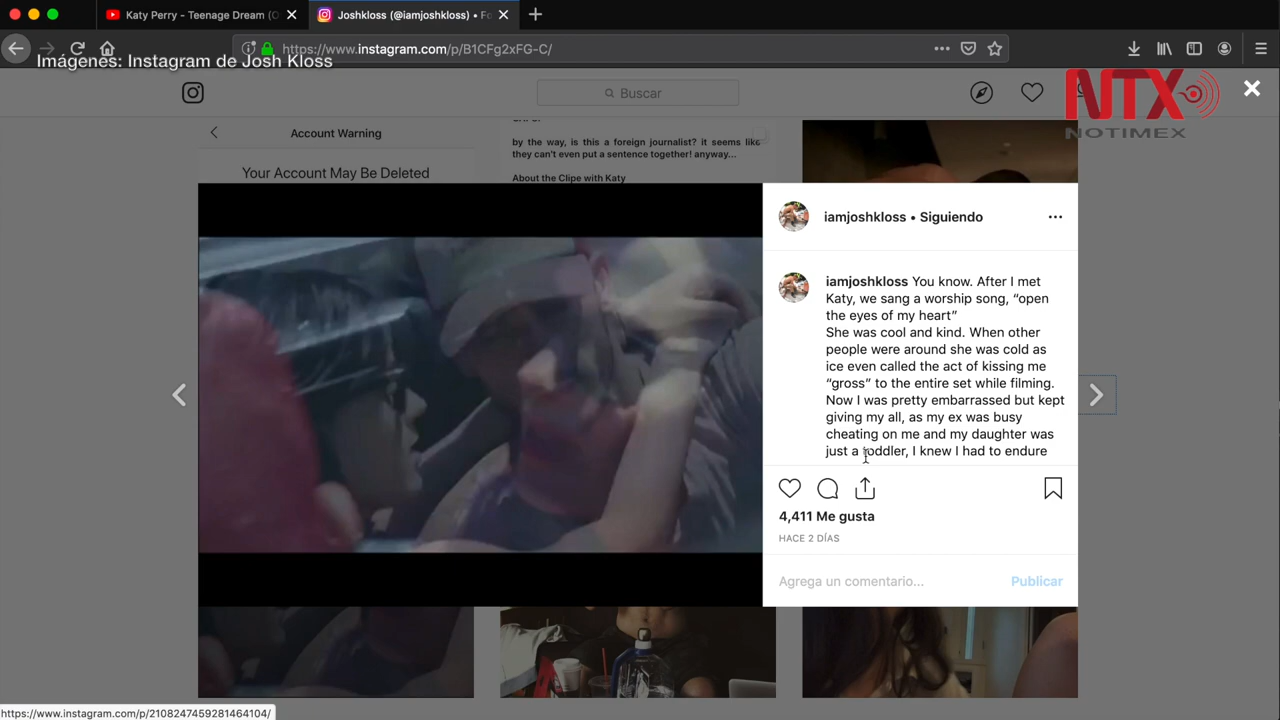 Katy Perry - Teenage Dream (O
Joshkloss (@iamjoshkloss) • Fo
https://www.instagram.com/p/B1CFg2xFG-C/
Imágenes: Instagram de Josh Kloss
Buscar
NTX
NOTIMEX
Account Warning
Your Account May Be Deleted
by the way, is this a foreign journalist? it seems like
they can't even put a sentence together! anyway...
About the Clipe with Katy
iamjoshkloss • Siguiendo
iamjoshkloss You know. After I met
Katy, we sang a worship song, “open
the eyes of my heart”
She was cool and kind. When other
people were around she was cold as
ice even called the act of kissing me
“gross” to the entire set while filming.
Now I was pretty embarrassed but kept
giving my all, as my ex was busy
cheating on me and my daughter was
just a toddler, I knew I had to endure
4,411 Me gusta
HACE 2 DÍAS
Agrega un comentario...
Publicar
https://www.instagram.com/p/2108247459281464104/